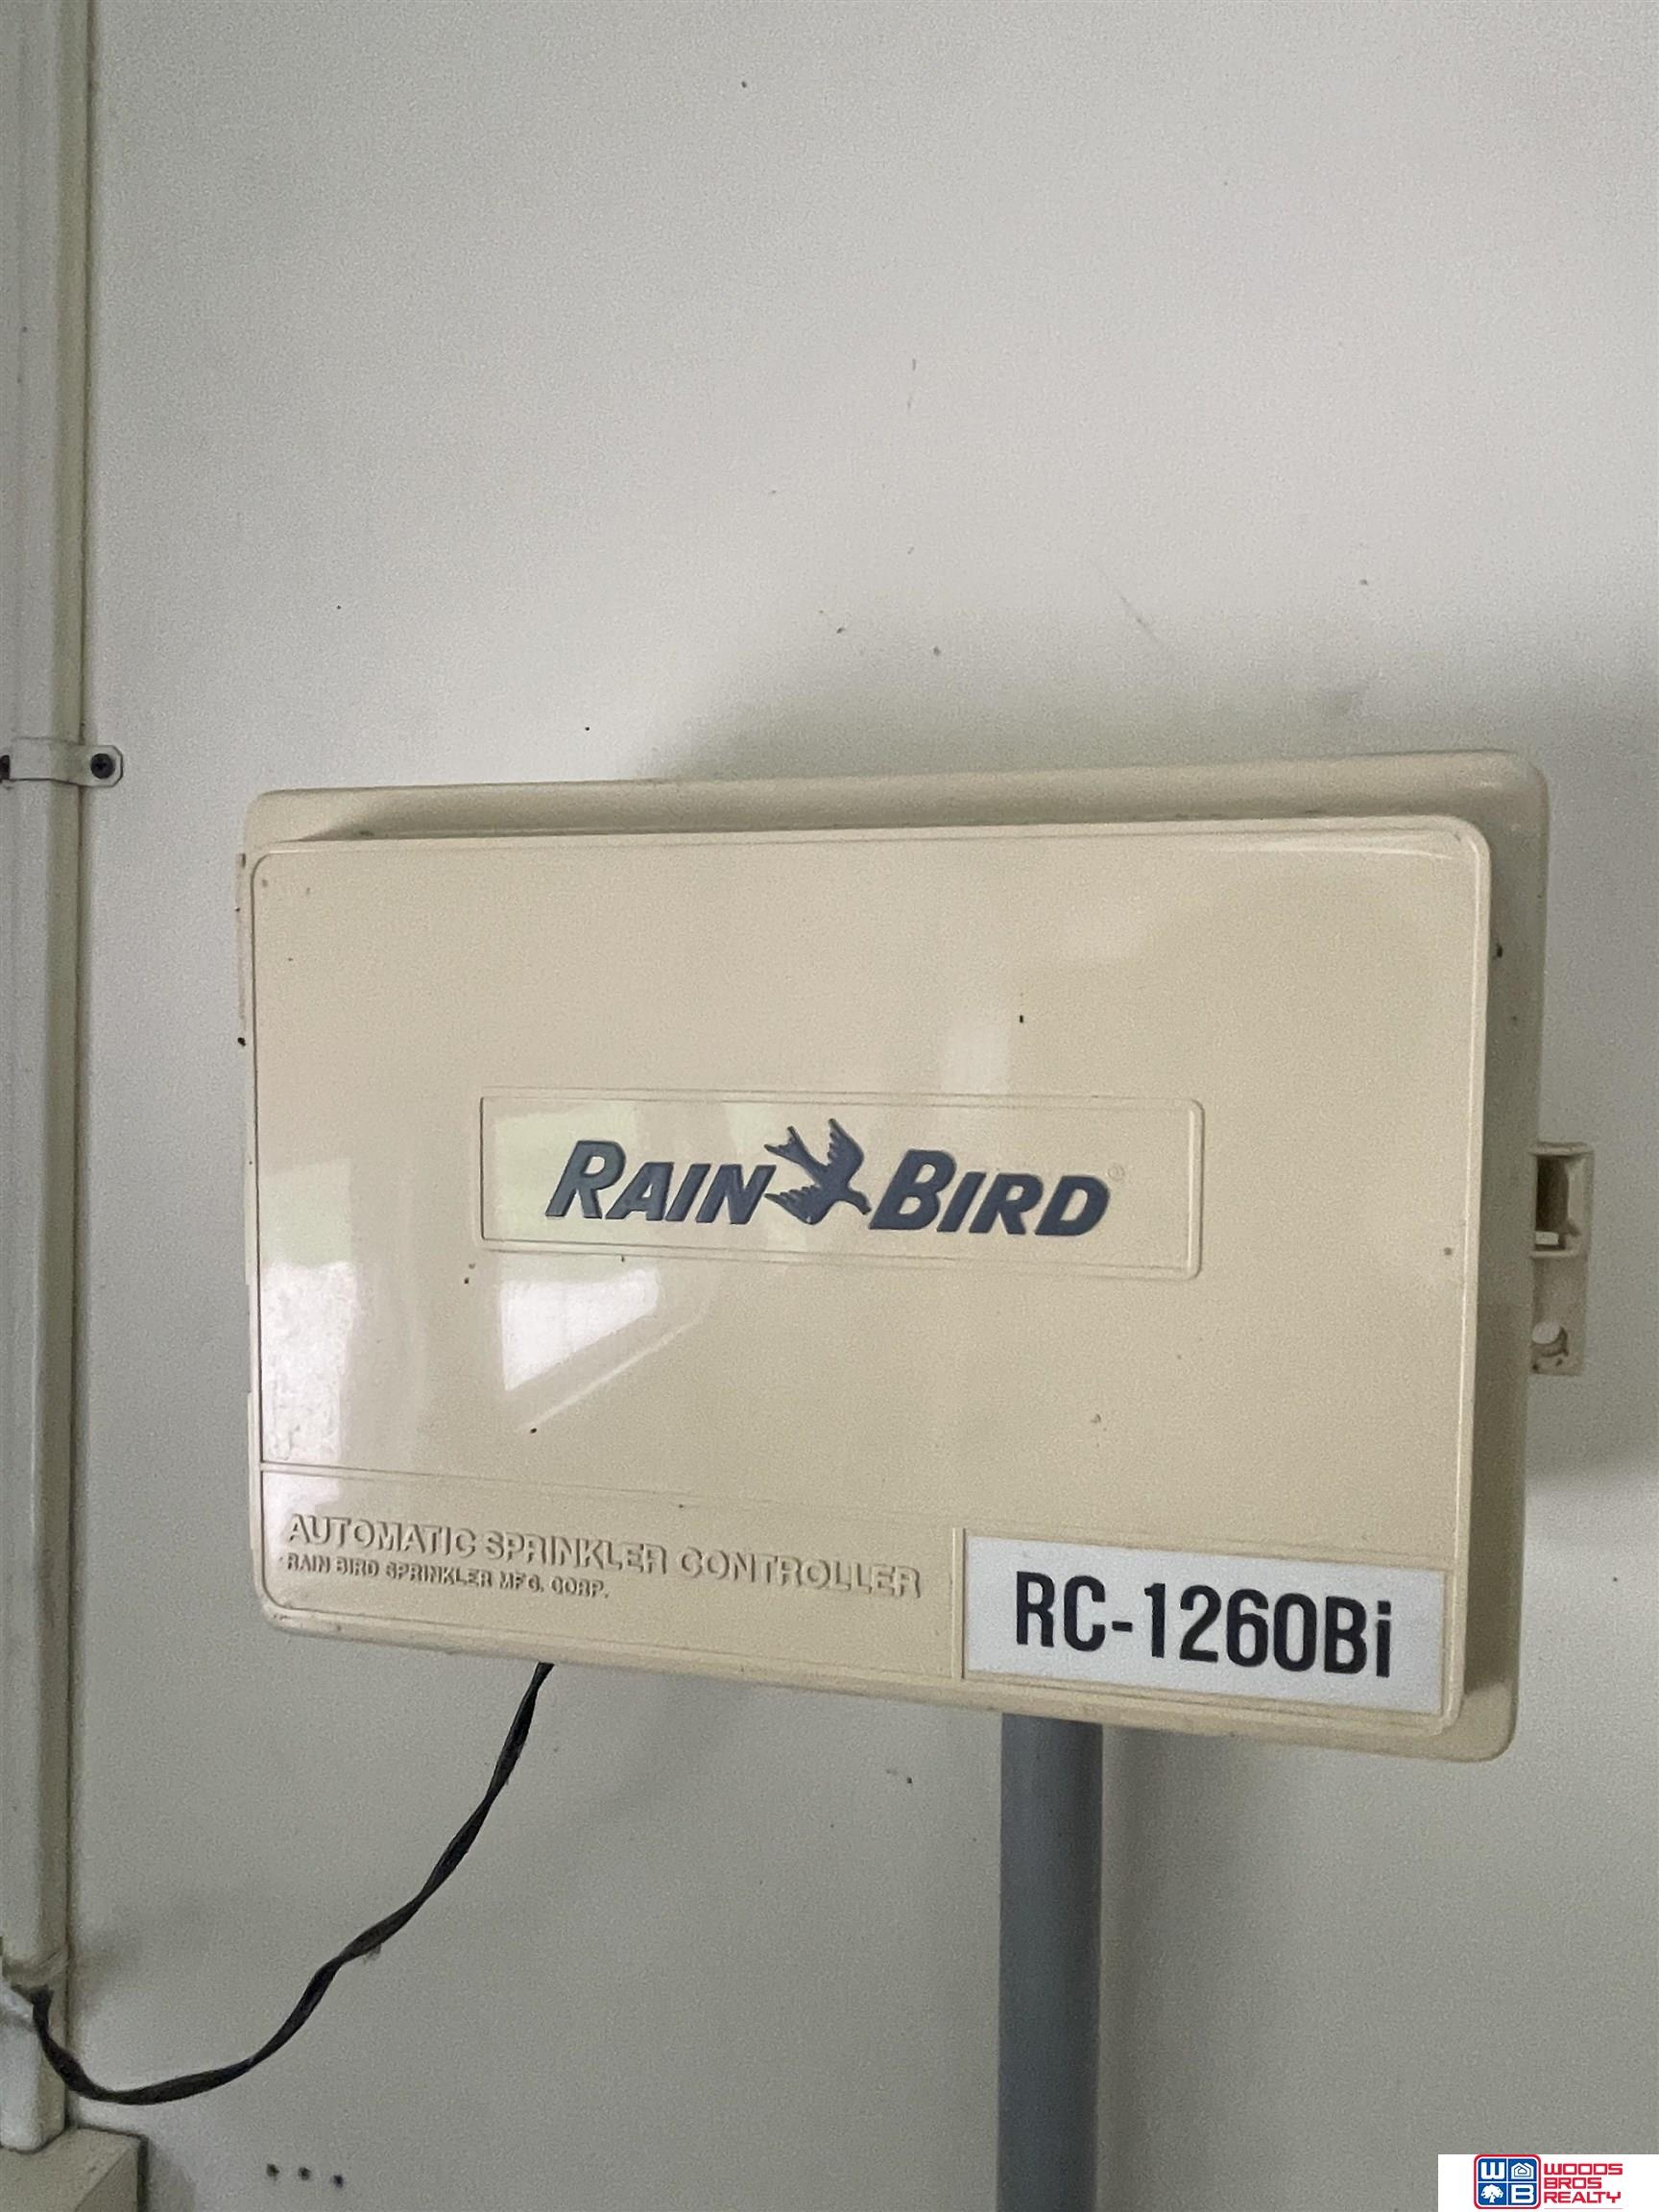 RAIN BIRD®
AUTOMATIC SPRINKLER CONTROLLER
RAIN BIRD SPRINKLER MFG. CORP.
RC-1260Bi
W
B
WOODS
BROS
REALTY